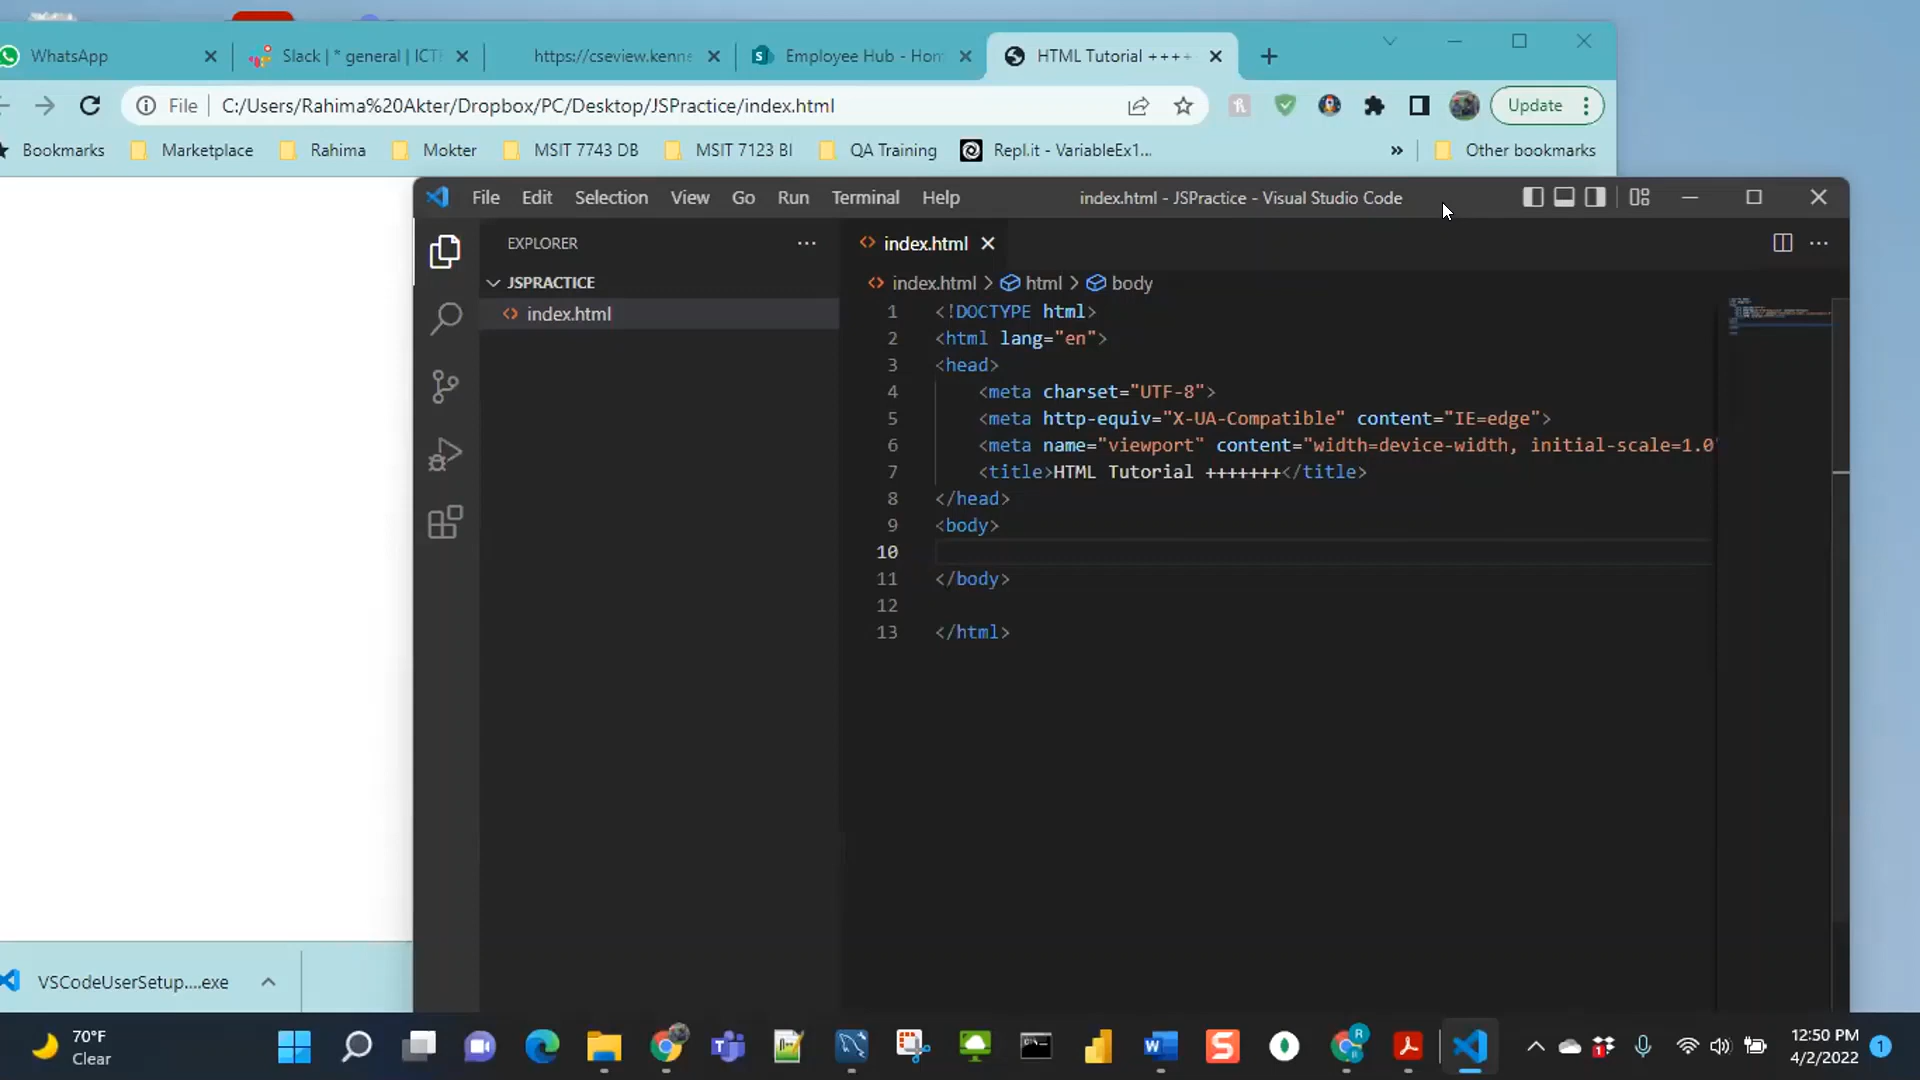 WhatsApp
Slack | * general | ICT
https://cseview.kenne
Employee Hub - Hom
HTML Tutorial ++++
File
C:/Users/Rahima%20Akter/Dropbox/PC/Desktop/JSPractice/index.html
Update
Bookmarks
Marketplace
Rahima
Mokter
MSIT 7743 DB
MSIT 7123 BI
QA Training
Repl.it - VariableEx1...
»
Other bookmarks
File Edit Selection View Go Run Terminal Help
index.html - JSPractice - Visual Studio Code
EXPLORER
JSPRACTICE
index.html
index.html
index.html > html > body
1 <!DOCTYPE html>
2 <html lang="en">
3 <head>
4 <meta charset="UTF-8">
5 <meta http-equiv="X-UA-Compatible" content="IE=edge">
6 <meta name="viewport" content="width=device-width, initial-scale=1.0"
7 <title>HTML Tutorial +++++++</title>
8 </head>
9 <body>
10
11 </body>
12
13 </html>
VSCodeUserSetup....exe
70°F
Clear
12:50 PM
4/2/2022
1